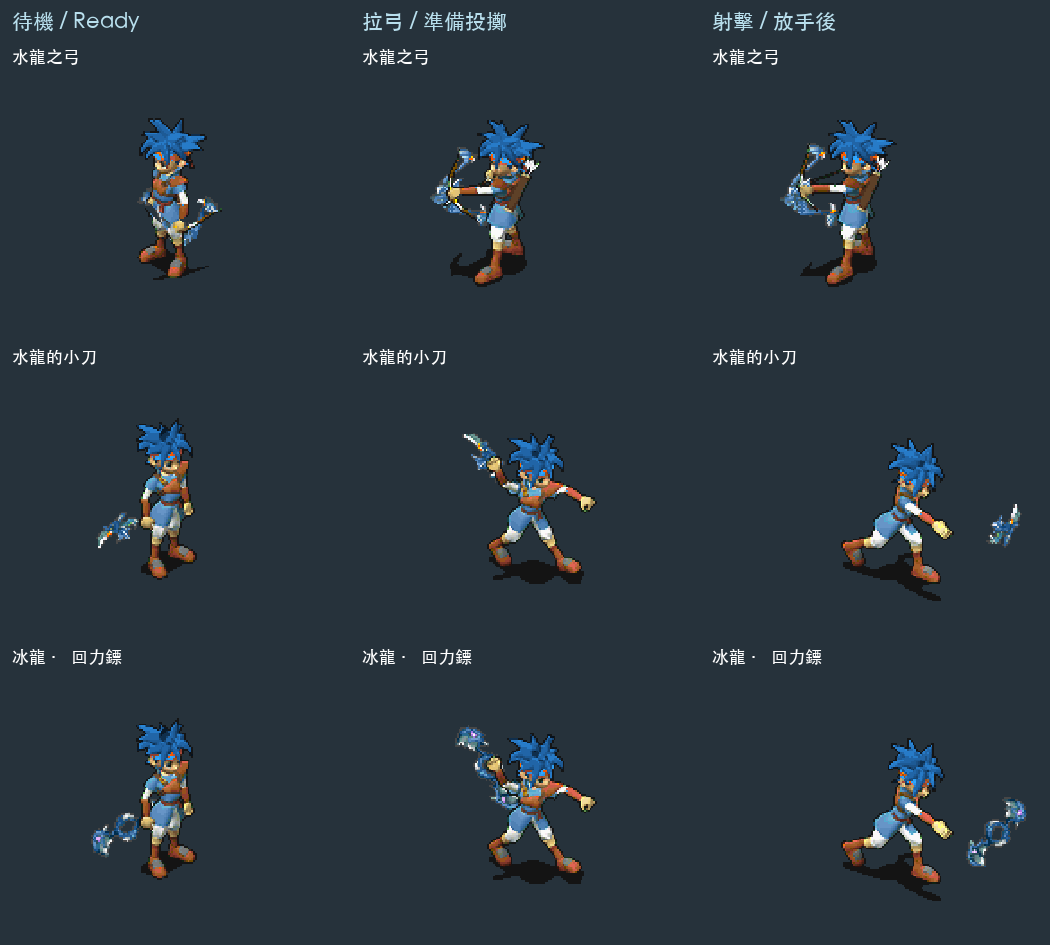 待機 / Ready 拉弓 / 準備投擲 射擊 / 放手後
水龍之弓 水龍之弓 水龍之弓
水龍的小刀 水龍的小刀 水龍的小刀
冰龍· 回力鏢 冰龍· 回力鏢 冰龍· 回力鏢